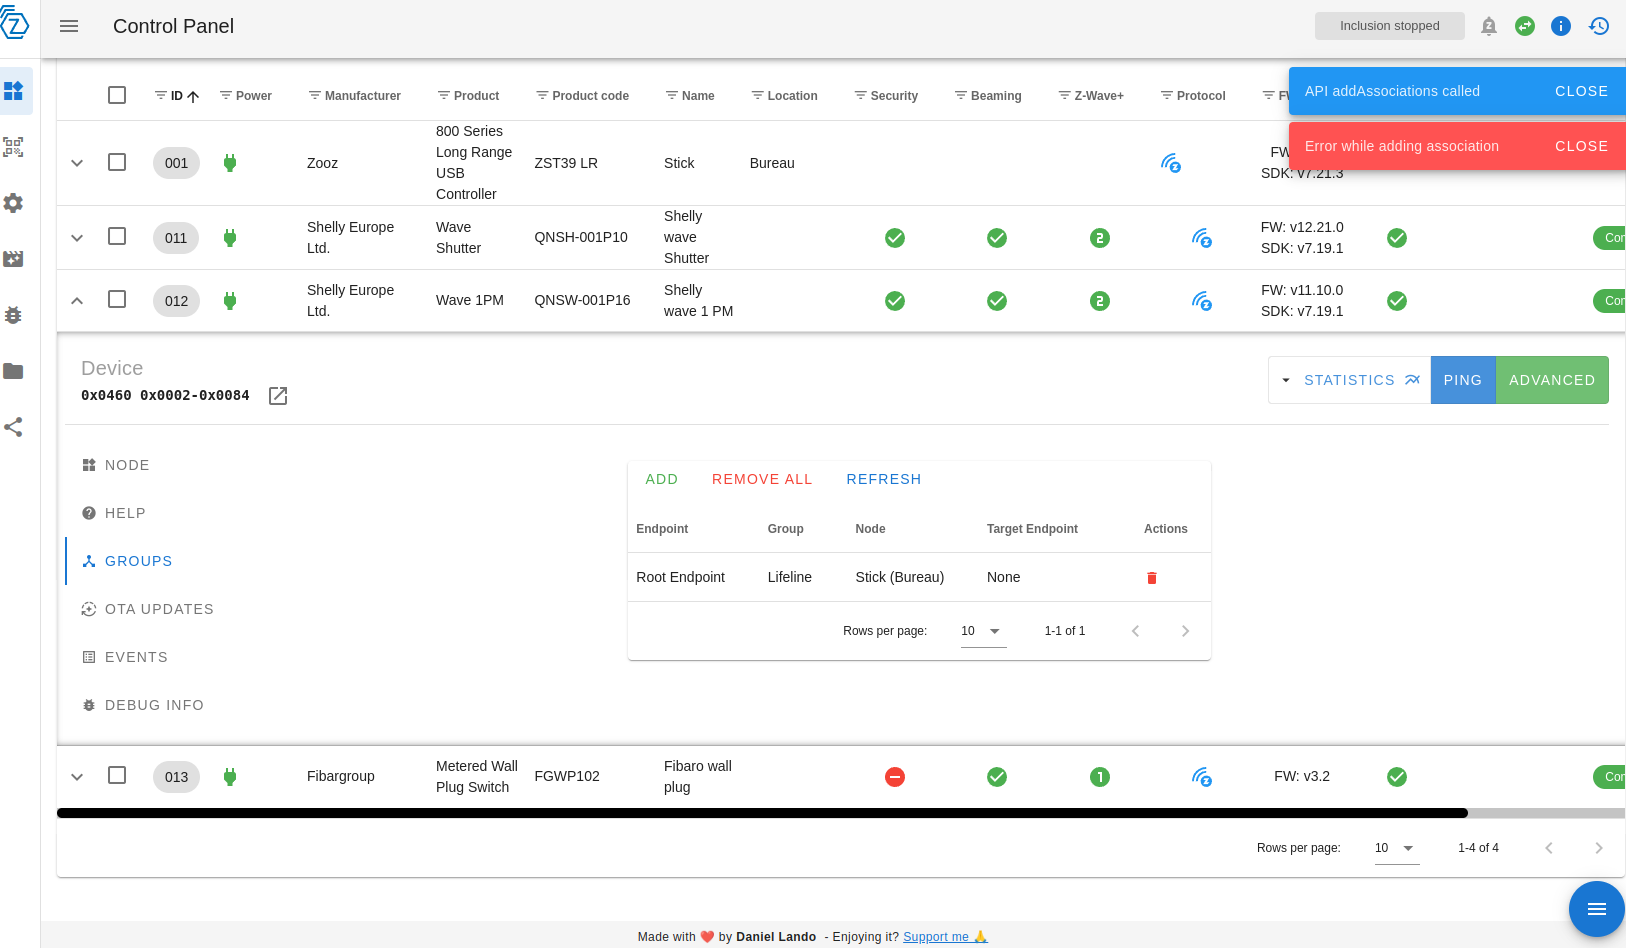 Control Panel
Inclusion stopped
API addAssociations called CLOSE
Error while adding association CLOSE
ID Power Manufacturer Product Product code Name Location Security Beaming Z-Wave+ Protocol
001 Zooz 800 Series Long Range USB Controller ZST39 LR Stick Bureau FW
SDK: v7.21.3
011 Shelly Europe Ltd. Wave Shutter QNSH-001P10 Shelly wave Shutter 2 FW: v12.21.0
SDK: v7.19.1 Con
012 Shelly Europe Ltd. Wave 1PM QNSW-001P16 Shelly wave 1 PM 2 FW: v11.10.0
SDK: v7.19.1 Con
Device
0x0460 0x0002-0x0084
STATISTICS PING ADVANCED
NODE
HELP
GROUPS
OTA UPDATES
EVENTS
DEBUG INFO
ADD REMOVE ALL REFRESH
Endpoint Group Node Target Endpoint Actions
Root Endpoint Lifeline Stick (Bureau) None
Rows per page: 10 1-1 of 1
013 Fibargroup Metered Wall Plug Switch FGWP102 Fibaro wall plug 1 FW: v3.2 Con
Rows per page: 10 1-4 of 4
Made with ❤️ by Daniel Lando - Enjoying it? Support me 🙏